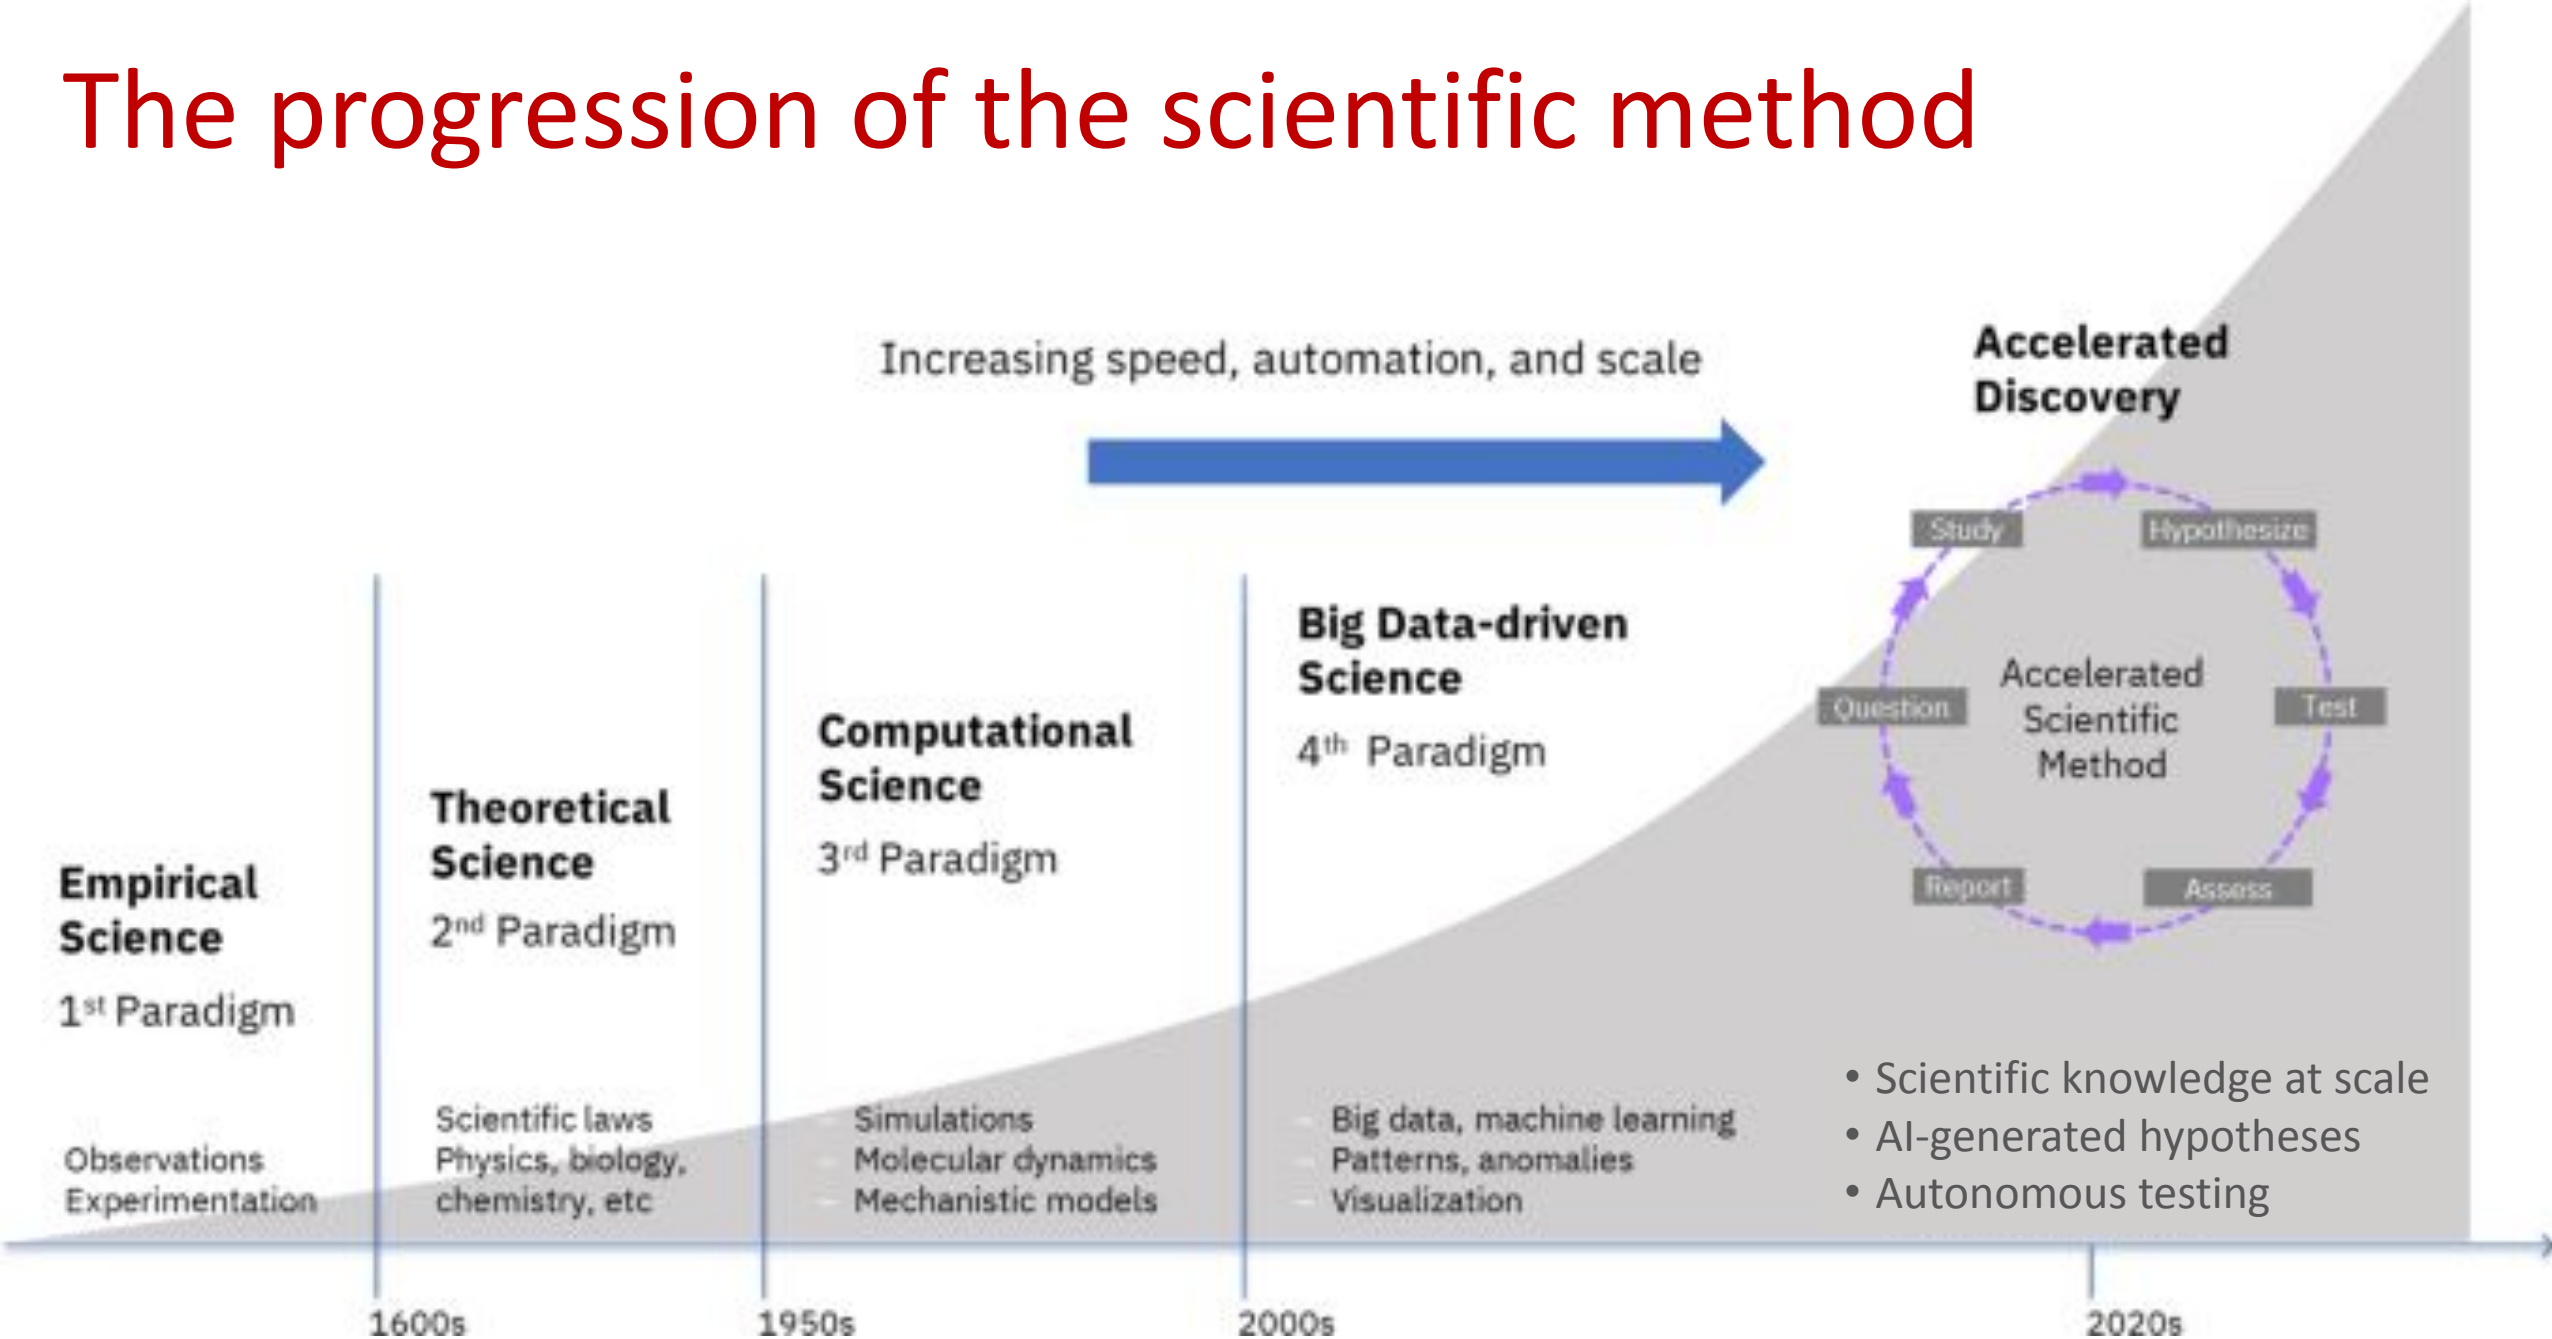 The progression of the scientific method
Increasing speed, automation, and scale
Empirical
Science
1st Paradigm
Observations
Experimentation
Theoretical
Science
2nd Paradigm
Scientific laws
Physics, biology,
chemistry, etc
Computational
Science
3rd Paradigm
– Simulations
– Molecular dynamics
– Mechanistic models
Big Data-driven
Science
4th Paradigm
– Big data, machine learning
– Patterns, anomalies
– Visualization
Accelerated
Discovery
Study
Hypothesize
Question
Accelerated
Scientific
Method
Test
Report
Assess
• Scientific knowledge at scale
• AI-generated hypotheses
• Autonomous testing
1600s
1950s
2000s
2020s